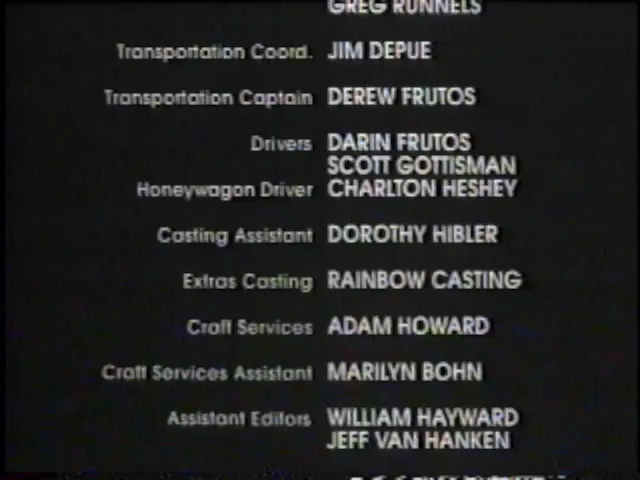 GREG RUNNELS
Transportation Coord. JIM DEPUE
Transportation Captain DEREW FRUTOS
Drivers DARIN FRUTOS
SCOTT GOTTISMAN
Honeywagon Driver CHARLTON HESHEY
Casting Assistant DOROTHY HIBLER
Extras Casting RAINBOW CASTING
Craft Services ADAM HOWARD
Craft Services Assistant MARILYN BOHN
Assistant Editors WILLIAM HAYWARD
JEFF VAN HANKEN